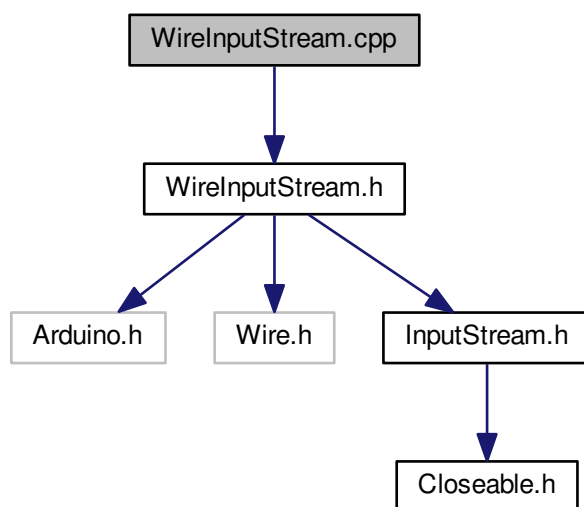 WireInputStream.cpp
WireInputStream.h
Arduino.h
Wire.h
InputStream.h
Closeable.h